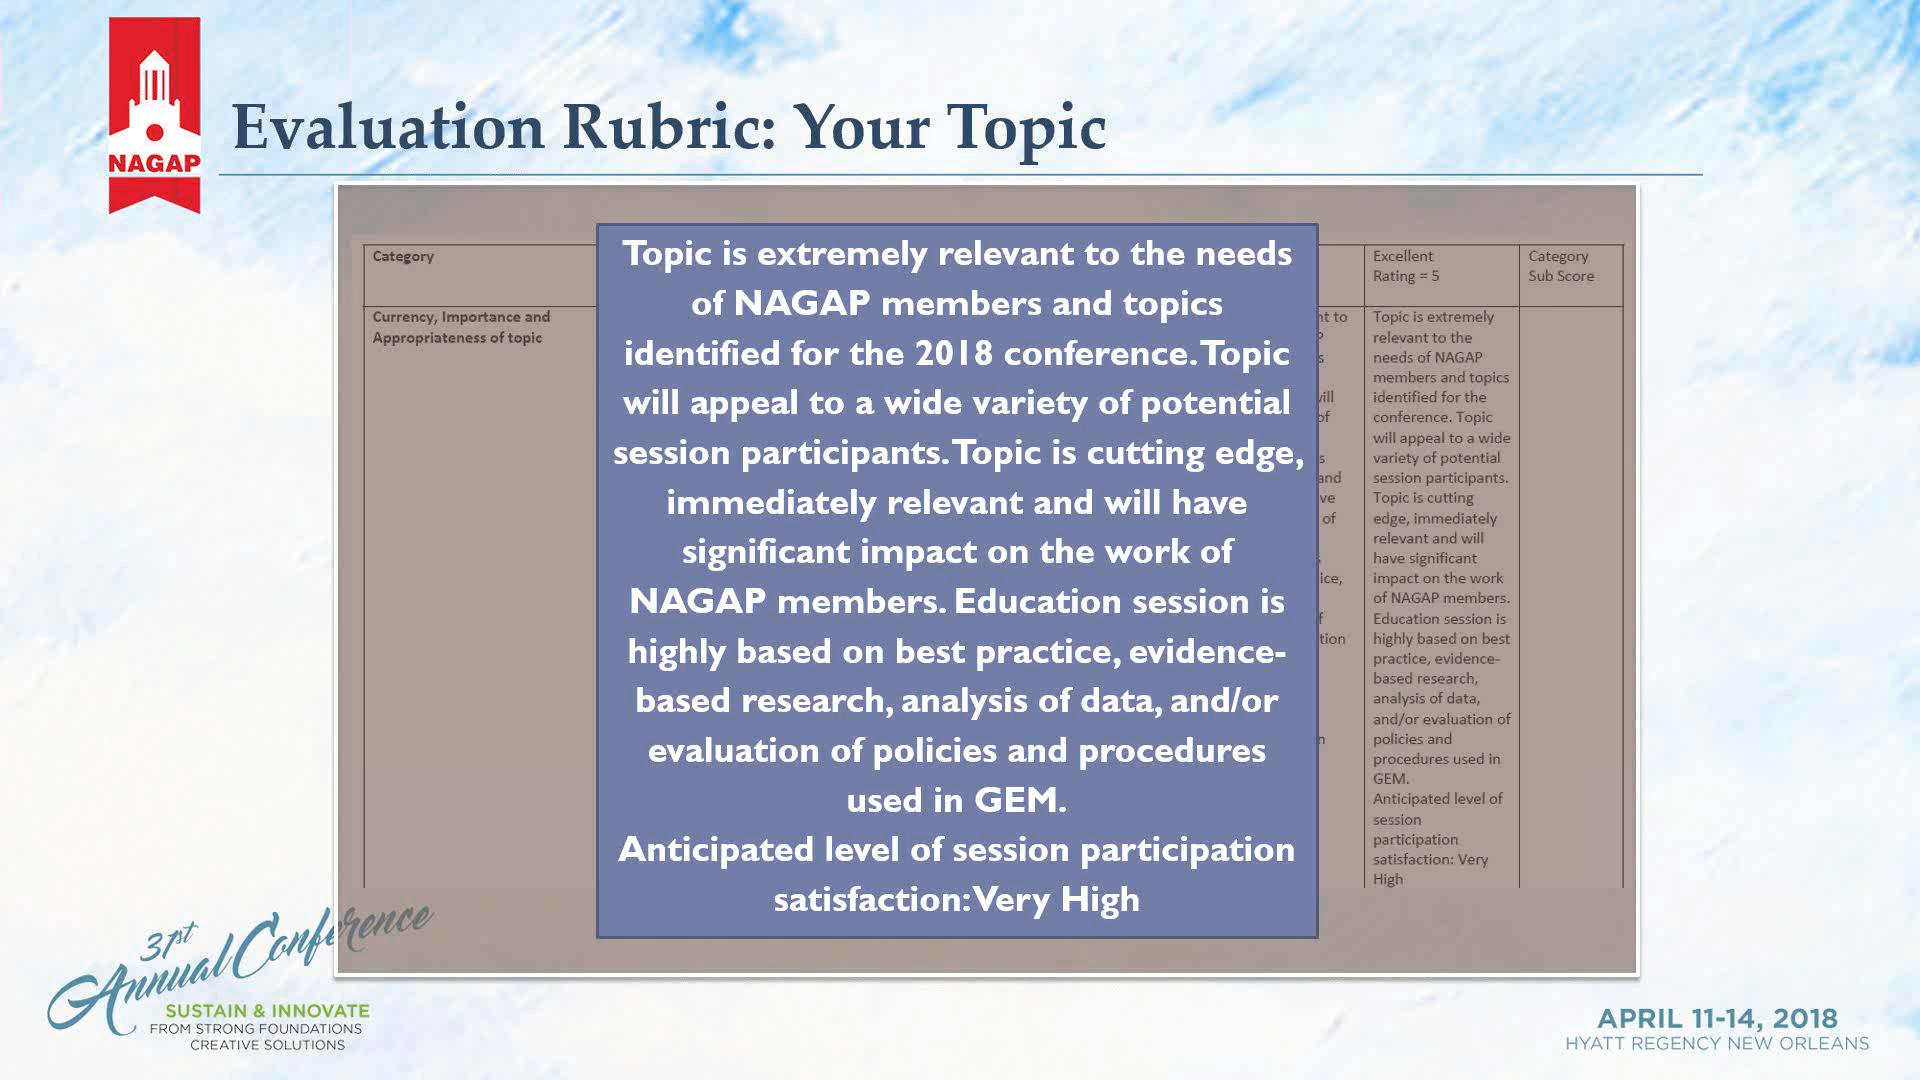 NAGAP
Evaluation Rubric: Your Topic
Category
Excellent
Rating = 5
Category
Sub Score
Currency, Importance and
Appropriateness of topic
Topic is extremely relevant to the needs
of NAGAP members and topics
identified for the 2018 conference. Topic
will appeal to a wide variety of potential
session participants. Topic is cutting edge,
immediately relevant and will have
significant impact on the work of
NAGAP members. Education session is
highly based on best practice, evidence-
based research, analysis of data, and/or
evaluation of policies and procedures
used in GEM.
Anticipated level of session participation
satisfaction: Very High
Topic is extremely
relevant to the
needs of NAGAP
members and topics
identified for the
conference. Topic
will appeal to a wide
variety of potential
session participants.
Topic is cutting
edge, immediately
relevant and will
have significant
impact on the work
of NAGAP members.
Education session is
highly based on best
practice, evidence-
based research,
analysis of data,
and/or evaluation of
policies and
procedures used in
GEM.
Anticipated level of
session
participation
satisfaction: Very
High
31st
Annual Conference
SUSTAIN & INNOVATE
FROM STRONG FOUNDATIONS
CREATIVE SOLUTIONS
APRIL 11-14, 2018
HYATT REGENCY NEW ORLEANS